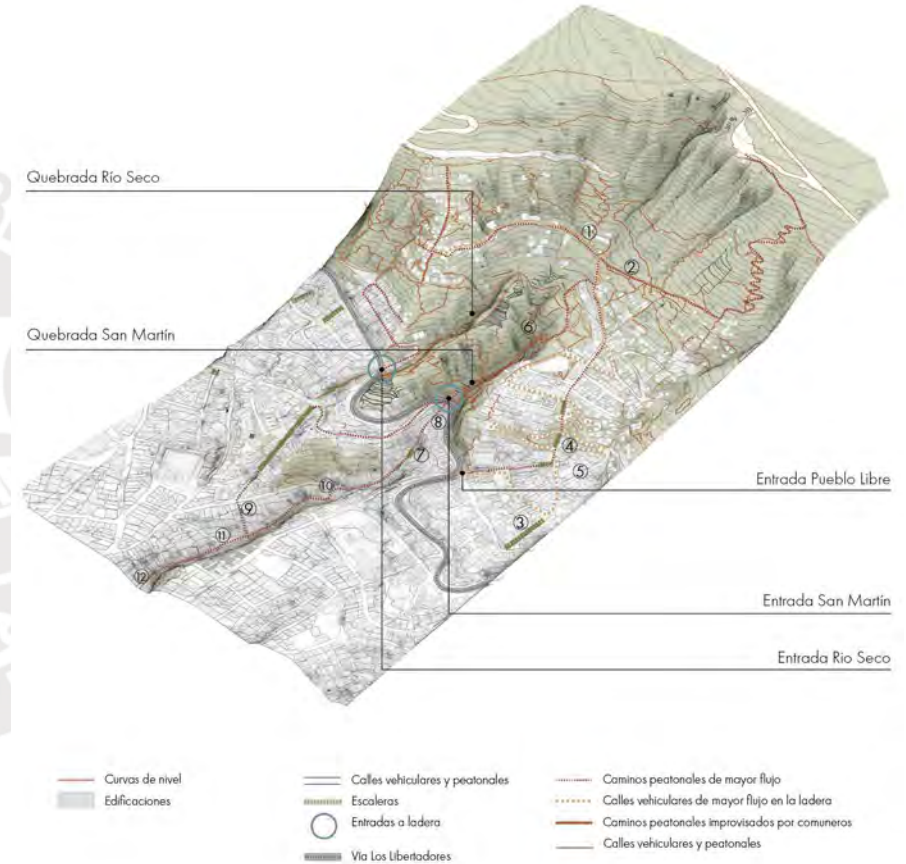 Quebrada Río Seco
Quebrada San Martín
1
2
6
8
7
4
5
3
10
9
11
12
Entrada Pueblo Libre
Entrada San Martín
Entrada Rio Seco
Curvas de nivel
Edificaciones
Calles vehiculares y peatonales
Escaleras
Entradas a ladera
Vía Los Libertadores
Caminos peatonales de mayor flujo
Calles vehiculares de mayor flujo en la ladera
Caminos peatonales improvisados por comuneros
Calles vehiculares y peatonales